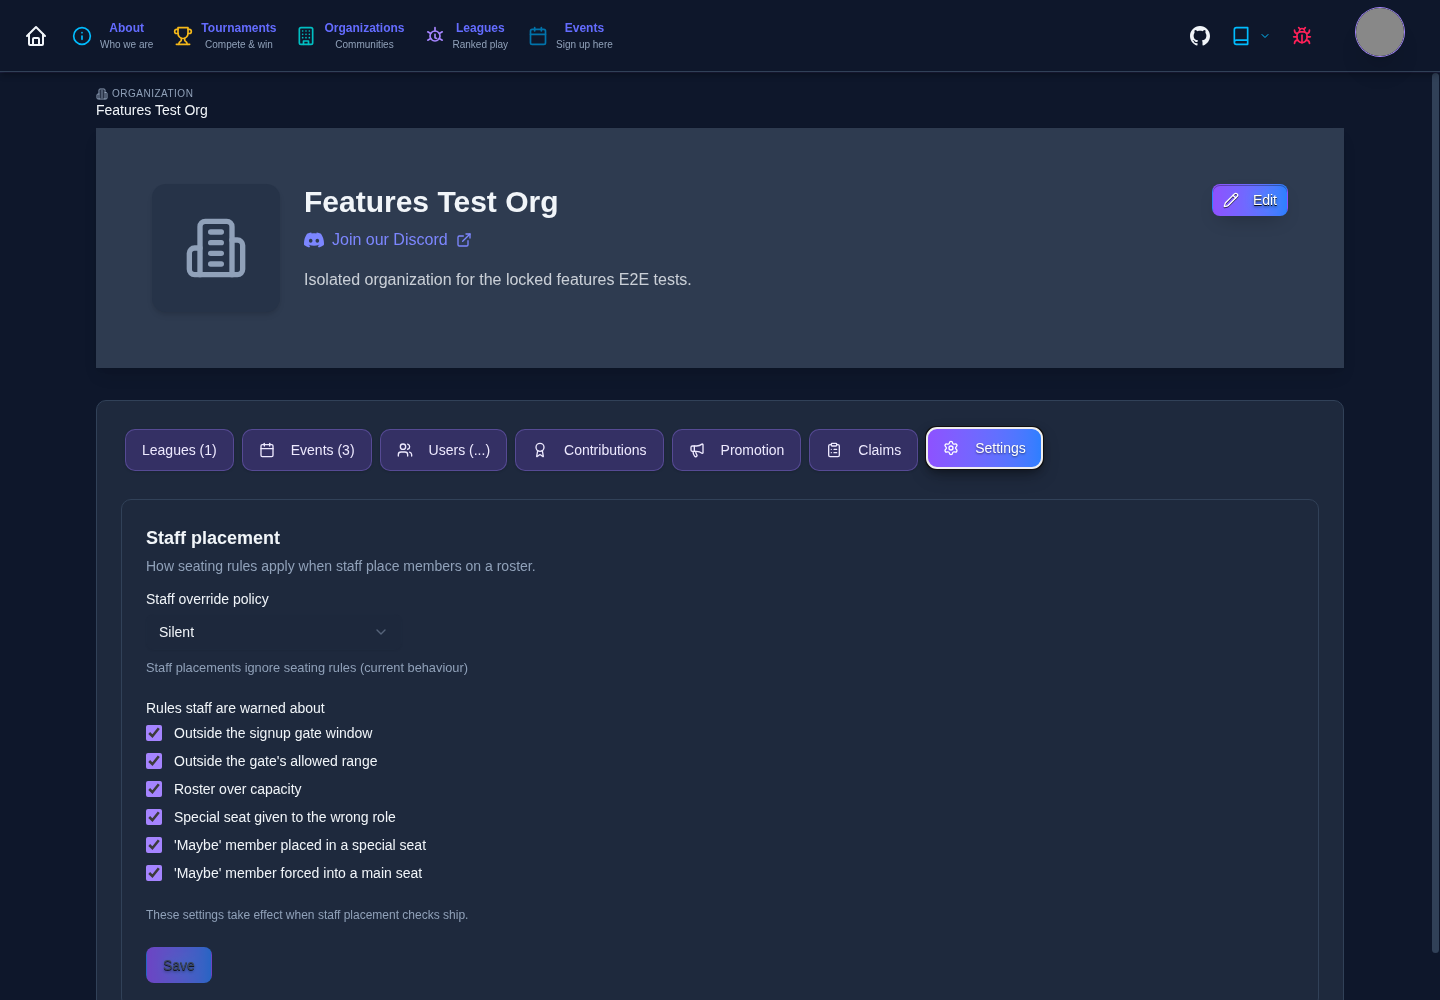 About
Who we are
Tournaments
Compete & win
Organizations
Communities
Leagues
Ranked play
Events
Sign up here
ORGANIZATION
Features Test Org
Features Test Org
Edit
Join our Discord
Isolated organization for the locked features E2E tests.
Leagues (1)
Events (3)
Users (...)
Contributions
Promotion
Claims
Settings
Staff placement
How seating rules apply when staff place members on a roster.
Staff override policy
Silent
Staff placements ignore seating rules (current behaviour)
Rules staff are warned about
Outside the signup gate window
Outside the gate's allowed range
Roster over capacity
Special seat given to the wrong role
'Maybe' member placed in a special seat
'Maybe' member forced into a main seat
These settings take effect when staff placement checks ship.
Save